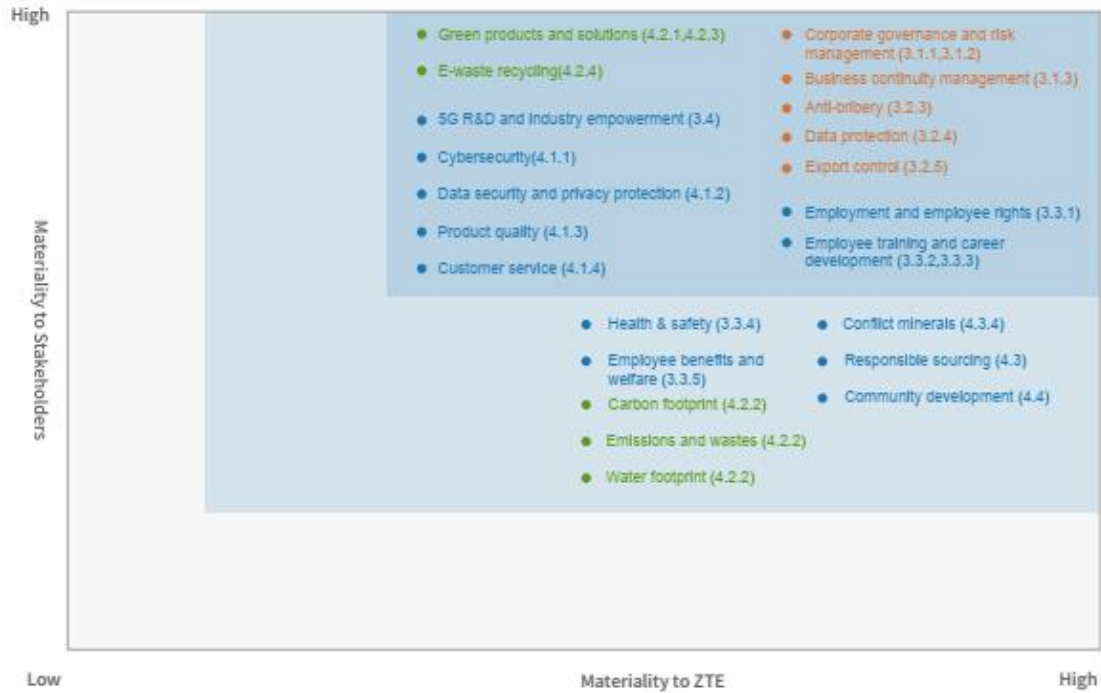 High
Green products and solutions (4.2.1,4.2.3)
E-waste recycling(4.2.4)
5G R&D and industry empowerment (3.4)
Cybersecurity(4.1.1)
Data security and privacy protection (4.1.2)
Product quality (4.1.3)
Customer service (4.1.4)
Corporate governance and risk
management (3.1.1,3.1.2)
Business continuity management (3.1.3)
Anti-bribery (3.2.3)
Data protection (3.2.4)
Export control (3.2.5)
Employment and employee rights (3.3.1)
Employee training and career
development (3.3.2,3.3.3)
Health & safety (3.3.4)
Employee benefits and
welfare (3.3.5)
Carbon footprint (4.2.2)
Emissions and wastes (4.2.2)
Water footprint (4.2.2)
Conflict minerals (4.3.4)
Responsible sourcing (4.3)
Community development (4.4)
Materiality to Stakeholders
Low
Materiality to ZTE
High